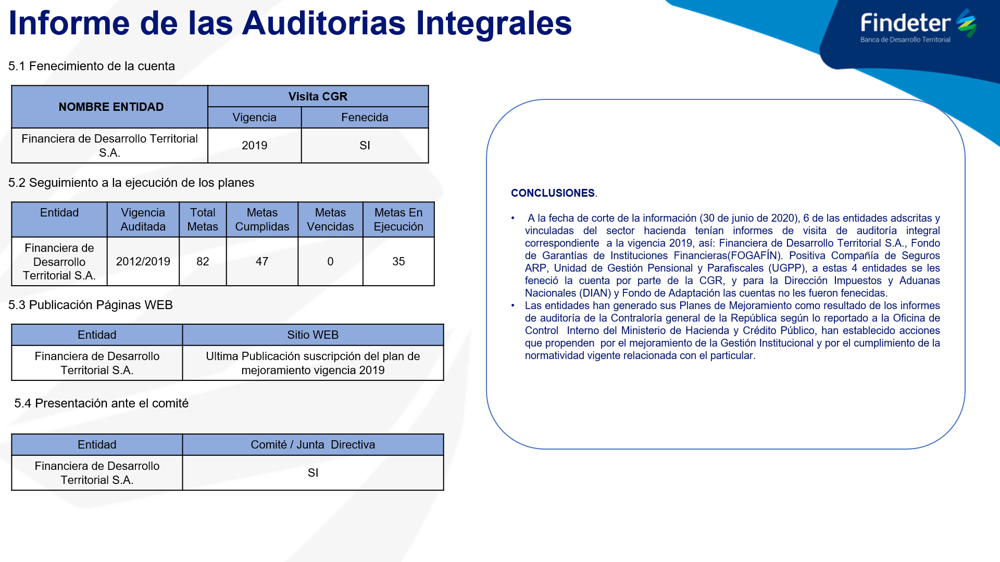 Informe de las Auditorias Integrales
Findeter
Banca de Desarrollo Territorial
5.1 Fenecimiento de la cuenta
NOMBRE ENTIDAD
Visita CGR
Vigencia
Fenecida
Financiera de Desarrollo Territorial
S.A.
2019
SI
5.2 Seguimiento a la ejecución de los planes
Entidad
Vigencia
Auditada
Total
Metas
Metas
Cumplidas
Metas
Vencidas
Metas En
Ejecución
Financiera de
Desarrollo
Territorial S.A.
2012/2019
82
47
0
35
5.3 Publicación Páginas WEB
Entidad
Sitio WEB
Financiera de Desarrollo
Territorial S.A.
Ultima Publicación suscripción del plan de
mejoramiento vigencia 2019
5.4 Presentación ante el comité
Entidad
Comité / Junta  Directiva
Financiera de Desarrollo
Territorial S.A.
SI
CONCLUSIONES.
• A la fecha de corte de la información (30 de junio de 2020), 6 de las entidades adscritas y
vinculadas del sector hacienda tenían informes de visita de auditoría integral
correspondiente  a la vigencia 2019, así: Financiera de Desarrollo Territorial S.A., Fondo
de Garantías de Instituciones Financieras(FOGAFÍN). Positiva Compañía de Seguros
ARP, Unidad de Gestión Pensional y Parafiscales (UGPP), a estas 4 entidades se les
feneció la cuenta por parte de la CGR, y para la Dirección Impuestos y Aduanas
Nacionales (DIAN) y Fondo de Adaptación las cuentas no les fueron fenecidas.
• Las entidades han generado sus Planes de Mejoramiento como resultado de los informes
de auditoría de la Contraloría general de la República según lo reportado a la Oficina de
Control  Interno del Ministerio de Hacienda y Crédito Público, han establecido acciones
que propenden  por el mejoramiento de la Gestión Institucional y por el cumplimiento de la
normatividad vigente relacionada con el particular.